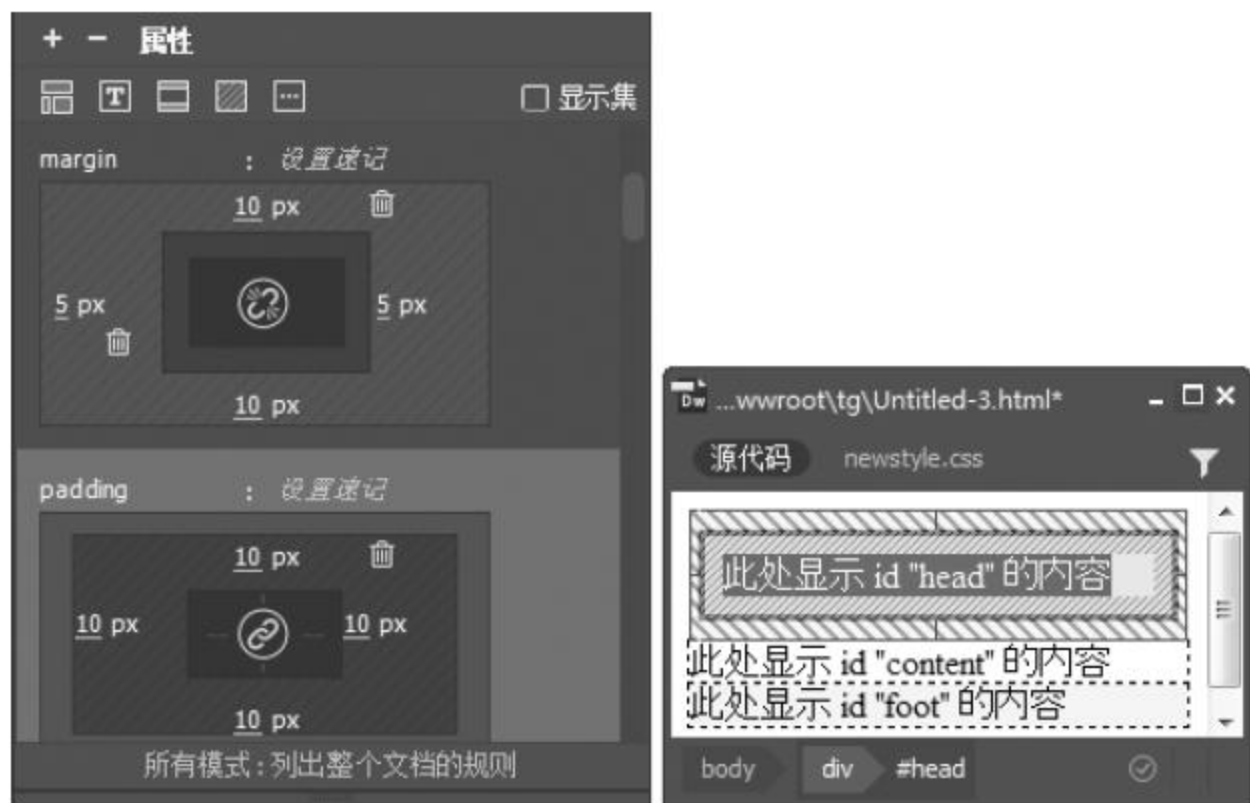 + - 属性
T 显示集
margin : 设置速记
10 px
5 px 5 px
10 px
padding : 设置速记
10 px
10 px 10 px
10 px
所有模式:列出整个文档的规则
Dw ...wwroot\tg\Untitled-3.html*
源代码 newstyle.css
此处显示 id "head" 的内容
此处显示 id "content" 的内容
此处显示 id "foot" 的内容
body div #head